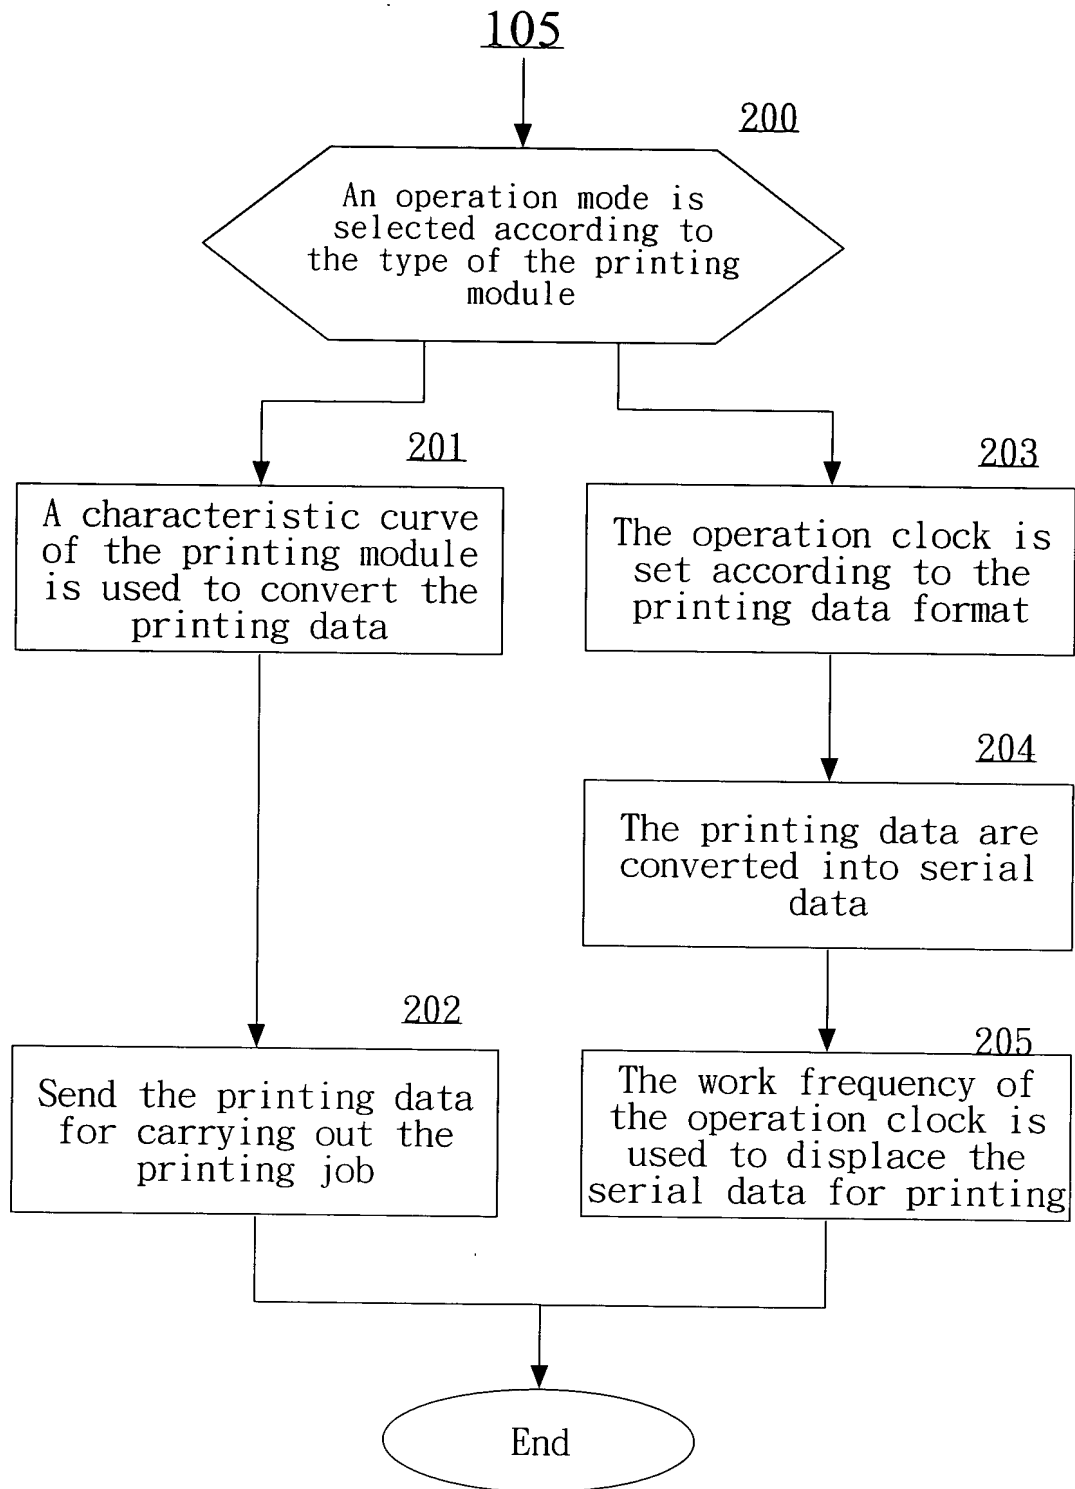 105
200
An operation mode is
selected according to
the type of the printing
module
201
A characteristic curve
of the printing module
is used to convert the
printing data
203
The operation clock is
set according to the
printing data format
204
The printing data are
converted into serial
data
202
Send the printing data
for carrying out the
printing job
205
The work frequency of
the operation clock is
used to displace the
serial data for printing
End